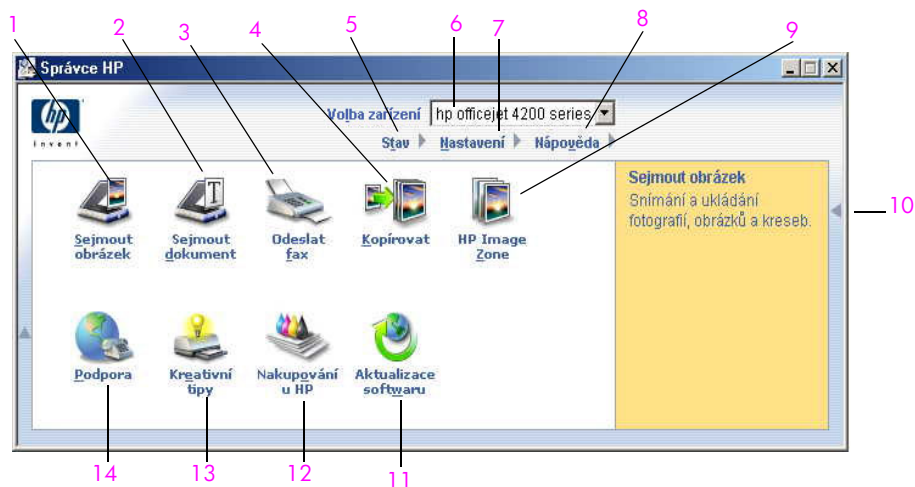 1 2 3 4 5 6 7 8 9
Správce HP
hp
invent
Volba zařízení hp officejet 4200 series
Stav Nastavení Nápověda
Sejmout obrázek
Sejmout dokument
Odeslat fax
Kopírovat
HP Image Zone
Sejmout obrázek
Snímání a ukládání
fotografií, obrázků a kreseb.
10
Podpora
Kreativní tipy
Nakupování u HP
Aktualizace softwaru
14 13 12 11